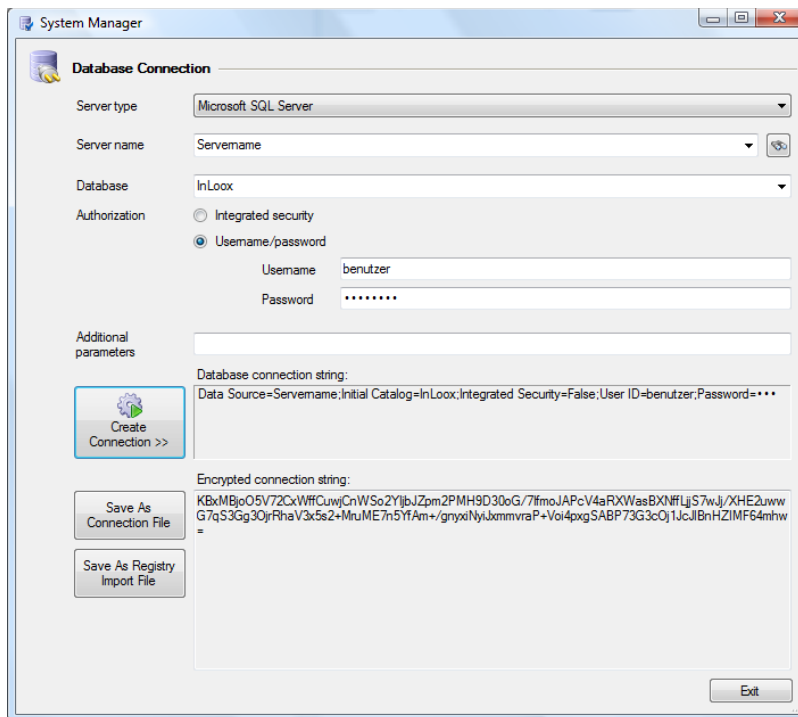 System Manager
Database Connection
Server type
Microsoft SQL Server
Server name
Servername
Database
InLoox
Authorization
Integrated security
Username/password
Username
benutzer
Password
••••••••
Additional
parameters
Database connection string:
Data Source=Servername;Initial Catalog=InLoox;Integrated Security=False;User ID=benutzer;Password=•••
Create
Connection >>
Encrypted connection string:
KBxMBjoO5V72CxWffCuwjCnWSo2YljbJZpm2PMH9D30oG/7lfmoJAPcV4aRXWasBXNffLjjS7wJj/XHE2uww
G7qS3Gg3OjrRhaV3x5s2+MruME7n5YfAm+/gnyxiNyiJxmmvraP+Voi4pxgSABP73G3cOj1JcJlBnHZIMF64mhw
=
Save As
Connection File
Save As Registry
Import File
Exit